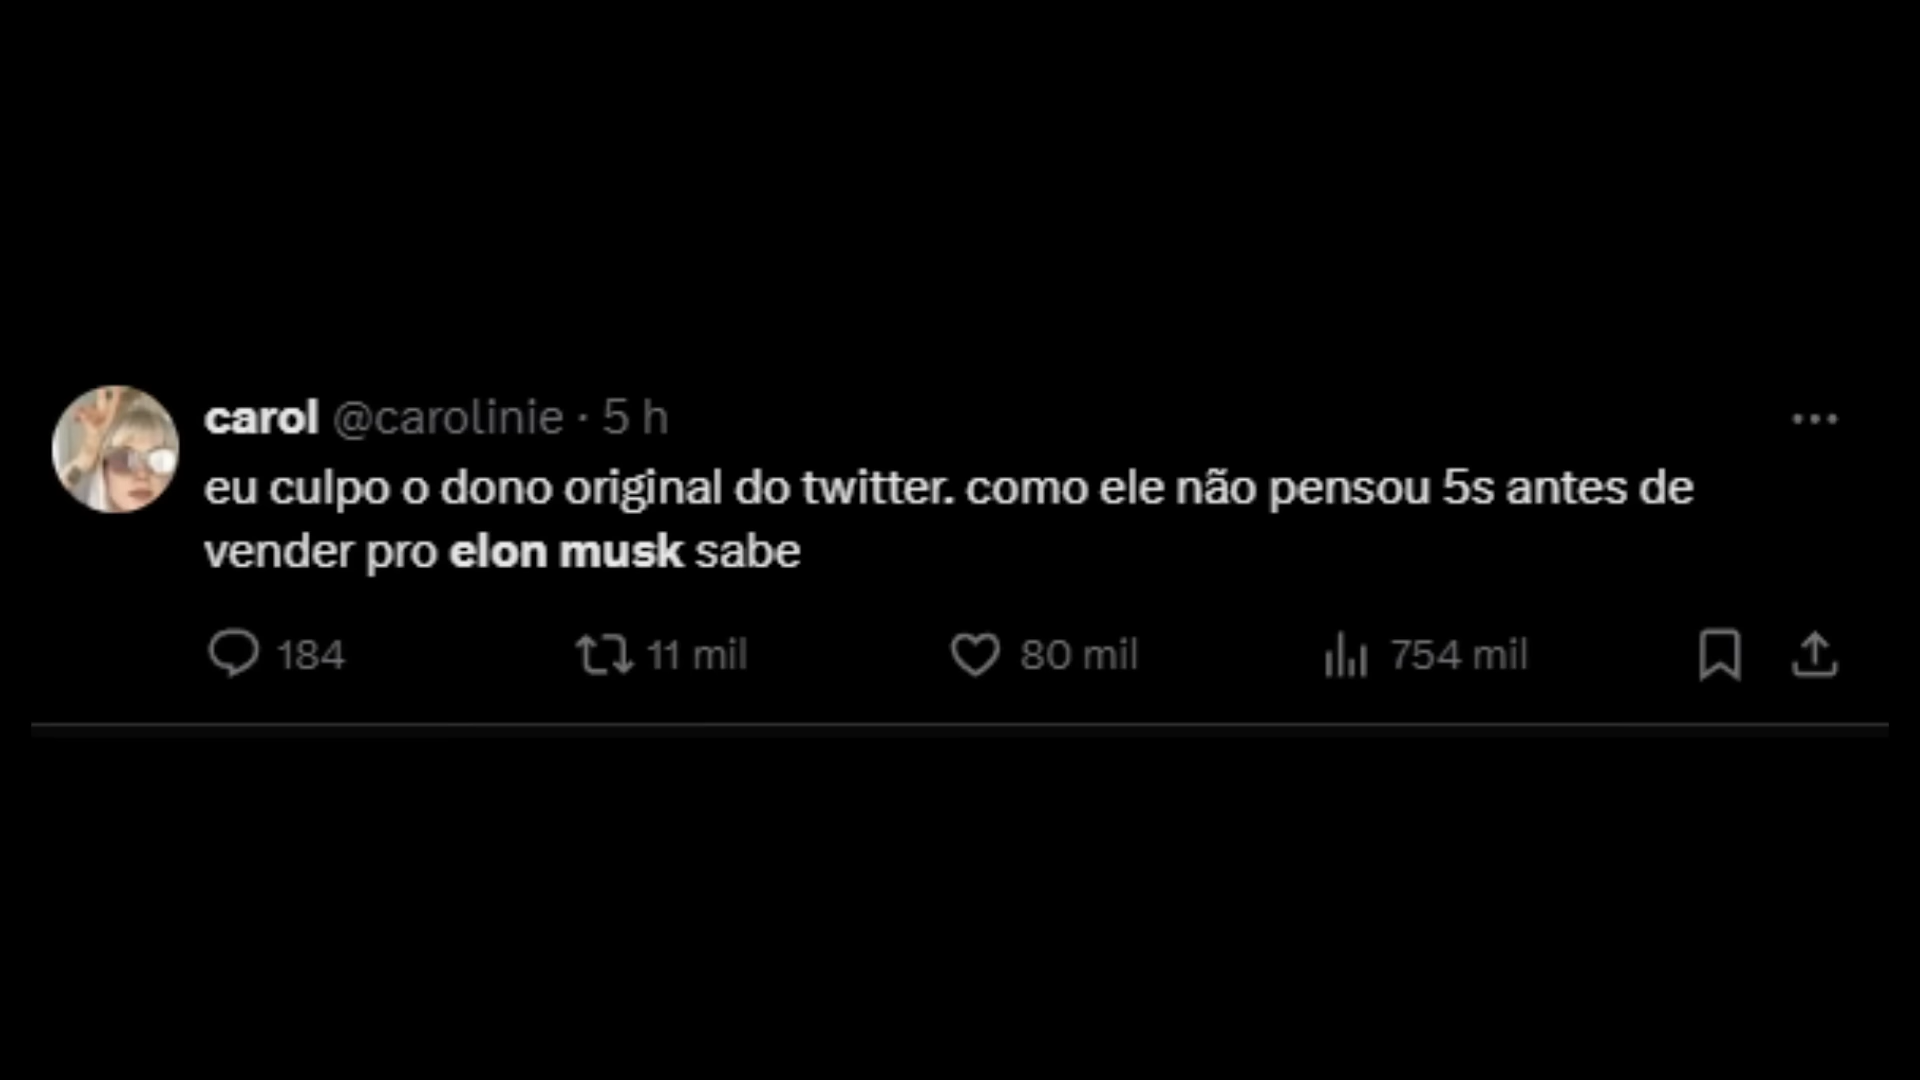 carol @carolinie · 5 h
eu culpo o dono original do twitter. como ele não pensou 5s antes de
vender pro elon musk sabe
184 11 mil 80 mil 754 mil